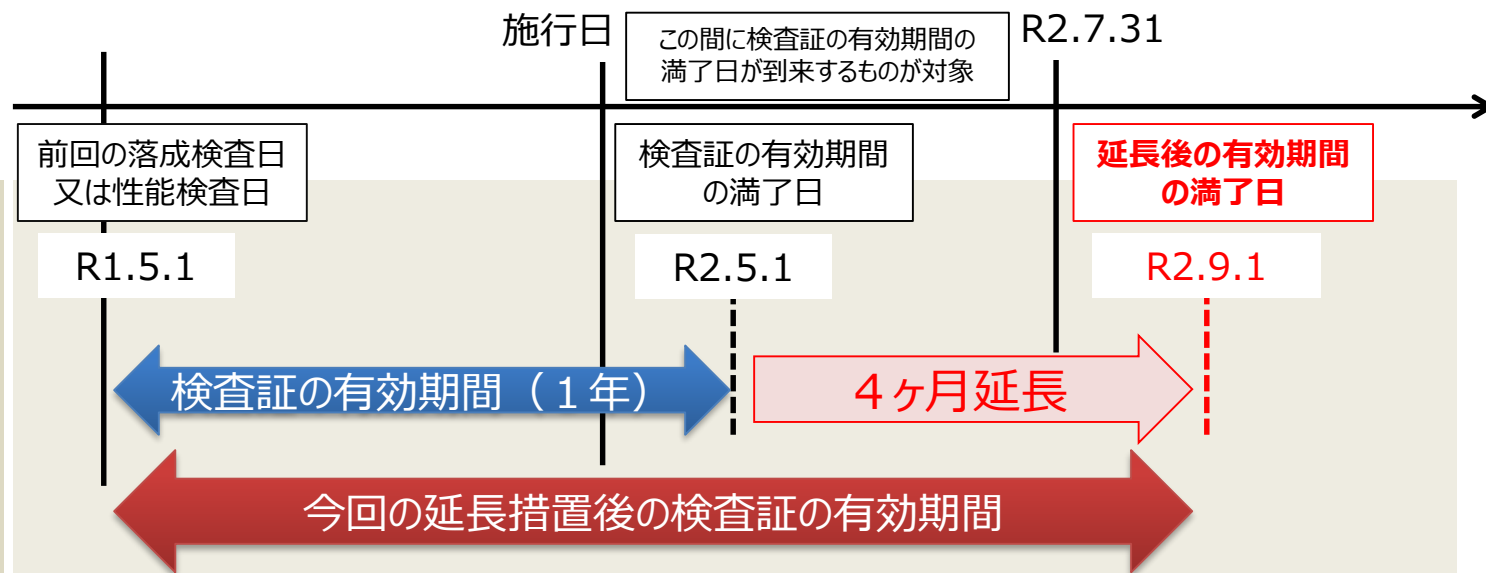 施行日
この間に検査証の有効期間の
満了日が到来するものが対象
R2.7.31
前回の落成検査日
又は性能検査日
検査証の有効期間
の満了日
延長後の有効期間
の満了日
R1.5.1
R2.5.1
R2.9.1
検査証の有効期間（１年）
４ヶ月延長
今回の延長措置後の検査証の有効期間